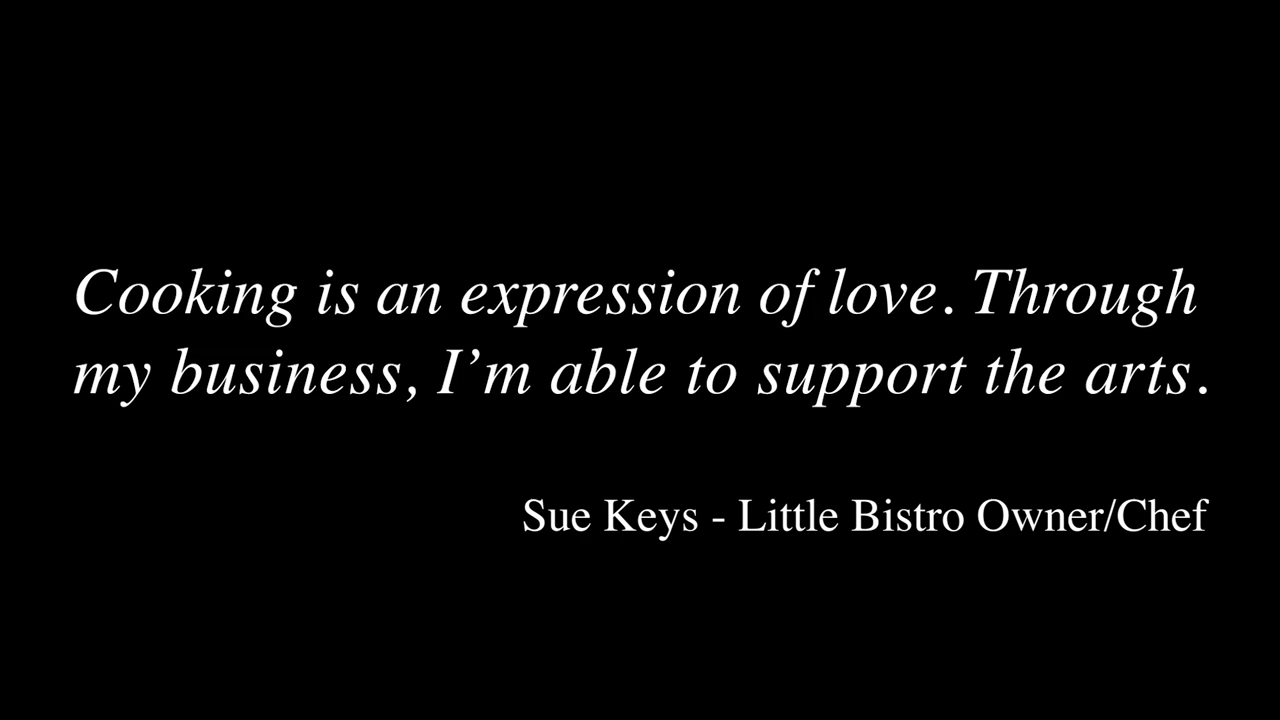 Cooking is an expression of love. Through
my business, I’m able to support the arts.
Sue Keys - Little Bistro Owner/Chef